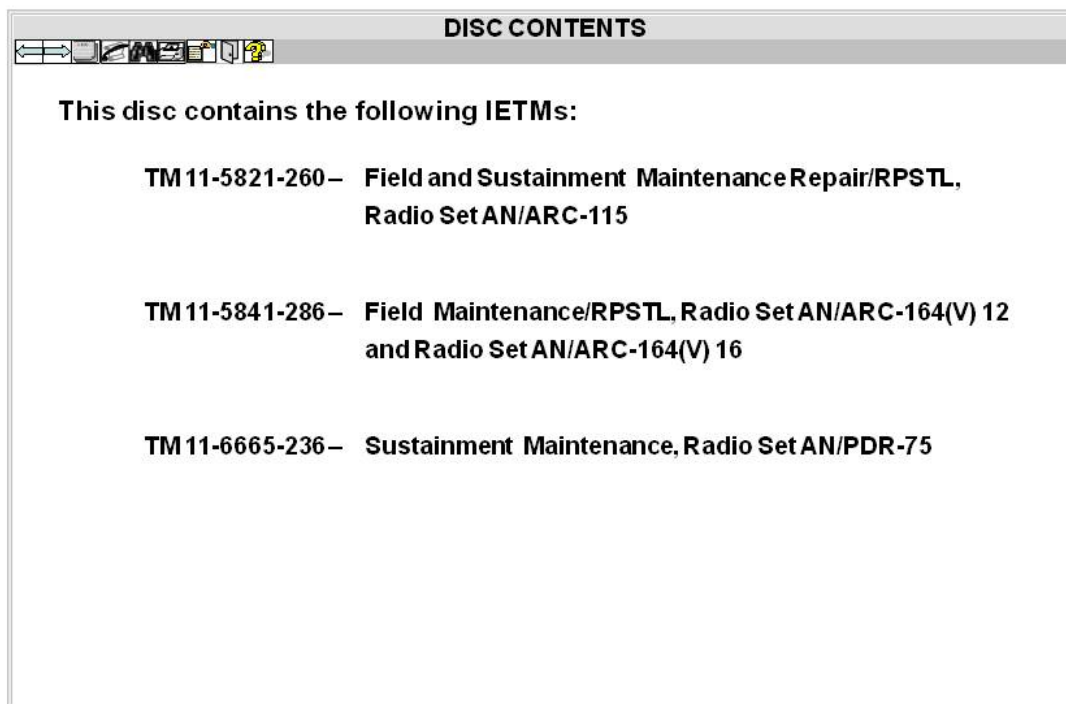 DISC CONTENTS
This disc contains the following IETMs:
TM 11-5821-260 – Field and Sustainment Maintenance Repair/RPSTL,
Radio Set AN/ARC-115
TM 11-5841-286 – Field Maintenance/RPSTL, Radio Set AN/ARC-164(V) 12
and Radio Set AN/ARC-164(V) 16
TM 11-6665-236 – Sustainment Maintenance, Radio Set AN/PDR-75